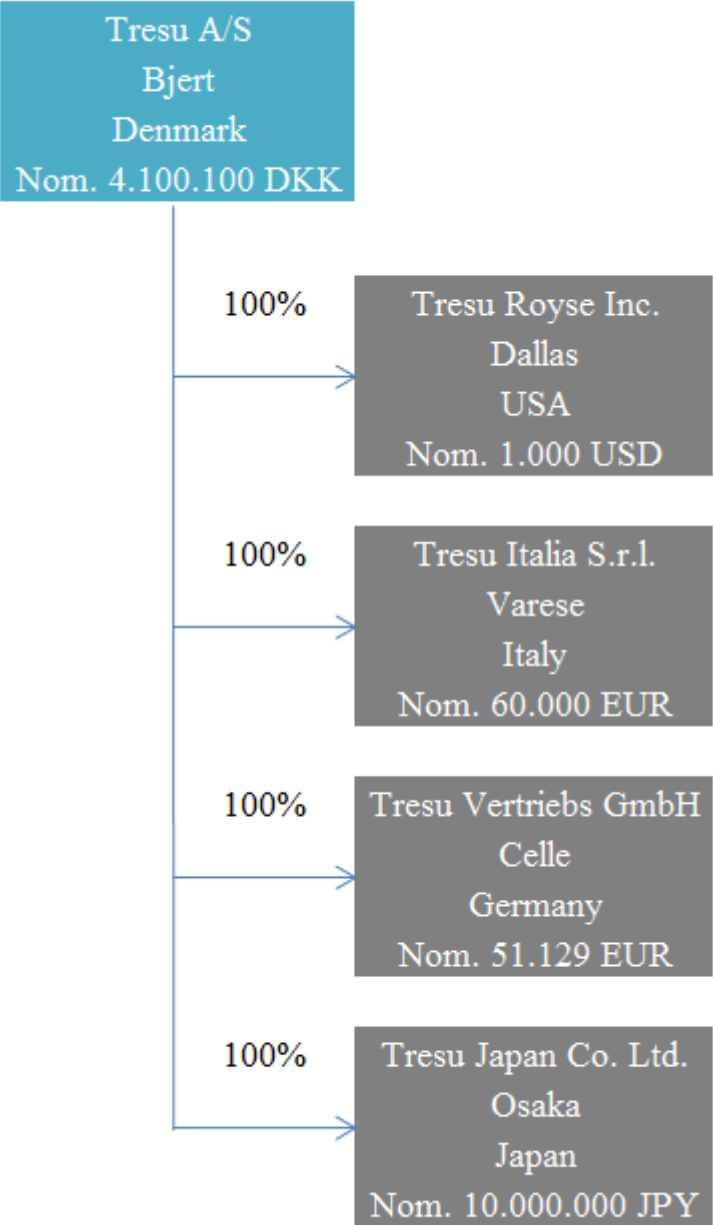 Tresu A/S
Bjert
Denmark
Nom. 4.100.100 DKK
100%
Tresu Royse Inc.
Dallas
USA
Nom. 1.000 USD
100%
Tresu Italia S.r.l.
Varese
Italy
Nom. 60.000 EUR
100%
Tresu Vertriebs GmbH
Celle
Germany
Nom. 51.129 EUR
100%
Tresu Japan Co. Ltd.
Osaka
Japan
Nom. 10.000.000 JPY